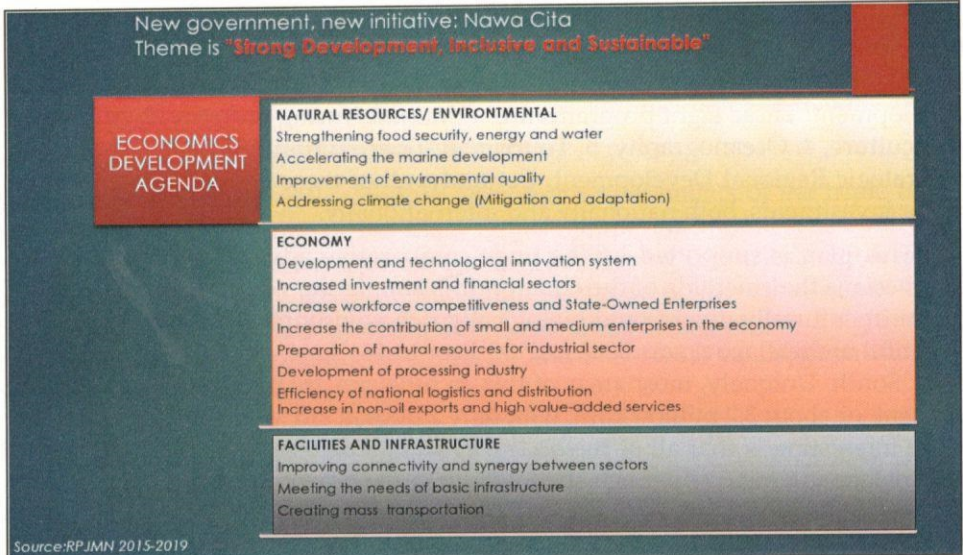 New government, new initiative: Nawa Cita
Theme is "Strong Development, Inclusive and Sustainable"
ECONOMICS
DEVELOPMENT
AGENDA
NATURAL RESOURCES/ ENVIRONTMENTAL
Strengthening food security, energy and water
Accelerating the marine development
Improvement of environmental quality
Addressing climate change (Mitigation and adaptation)
ECONOMY
Development and technological innovation system
Increased investment and financial sectors
Increase workforce competitiveness and State-Owned Enterprises
Increase the contribution of small and medium enterprises in the economy
Preparation of natural resources for industrial sector
Development of processing industry
Efficiency of national logistics and distribution
Increase in non-oil exports and high value-added services
FACILITIES AND INFRASTRUCTURE
Improving connectivity and synergy between sectors
Meeting the needs of basic infrastructure
Creating mass transportation
Source:RPJMN 2015-2019